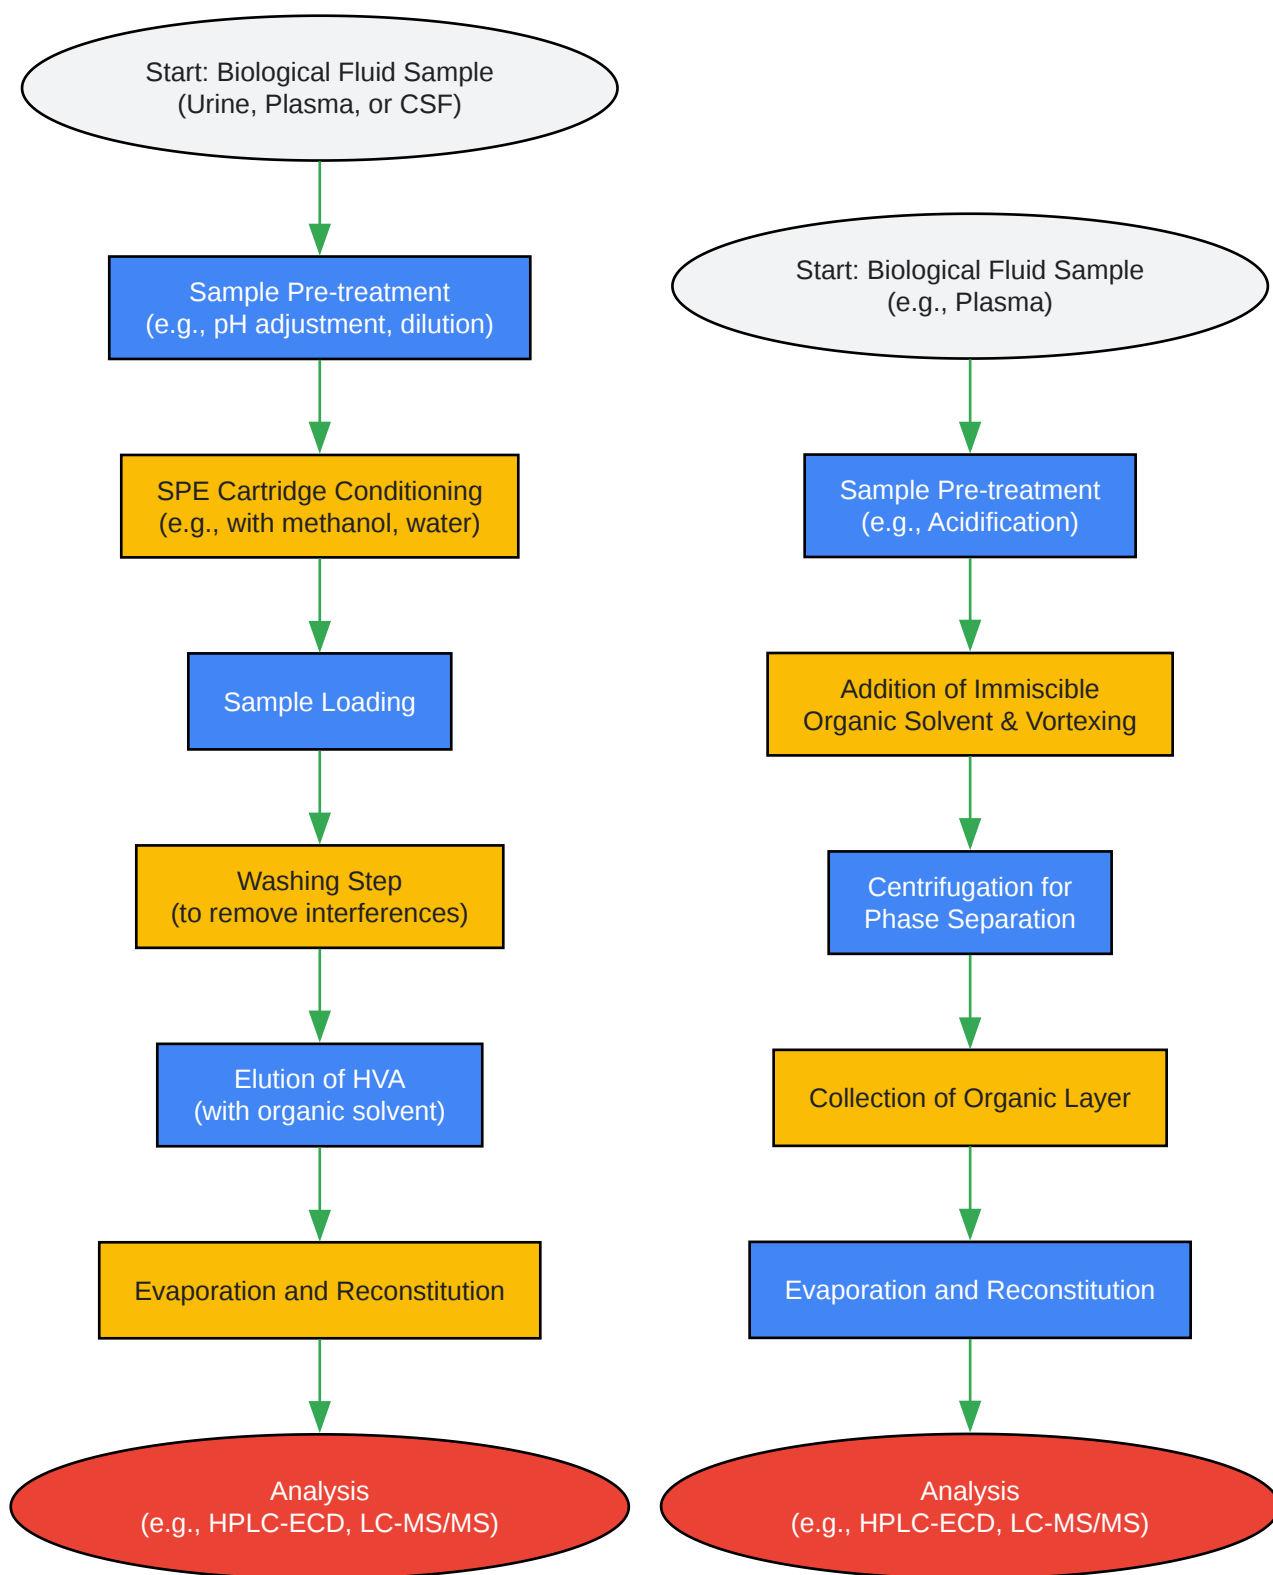 Start: Biological Fluid Sample
(Urine, Plasma, or CSF)
Sample Pre-treatment
(e.g., pH adjustment, dilution)
SPE Cartridge Conditioning
(e.g., with methanol, water)
Sample Loading
Washing Step
(to remove interferences)
Elution of HVA
(with organic solvent)
Evaporation and Reconstitution
Analysis
(e.g., HPLC-ECD, LC-MS/MS)
Start: Biological Fluid Sample
(e.g., Plasma)
Sample Pre-treatment
(e.g., Acidification)
Addition of Immiscible
Organic Solvent & Vortexing
Centrifugation for
Phase Separation
Collection of Organic Layer
Evaporation and Reconstitution
Analysis
(e.g., HPLC-ECD, LC-MS/MS)